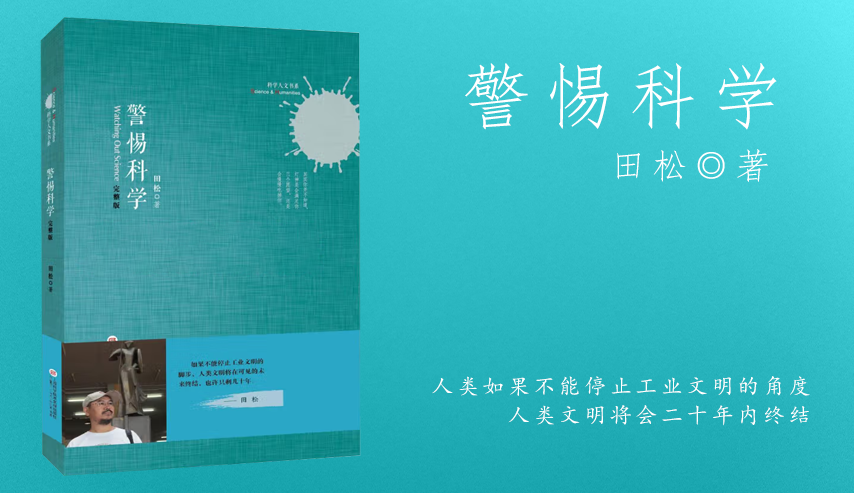 警惕科学
田松◎著
人类如果不能停止工业文明的角度
人类文明将会二十年内终结
科学人文书系
Science & Humanities
警惕科学
Watching Out Science
完整版
田松◎著
如果不能停止工业文明的
脚步，人类文明将在可见的未
来终结，也许只剩几十年
——田松
警惕科学
完整版
田松◎著